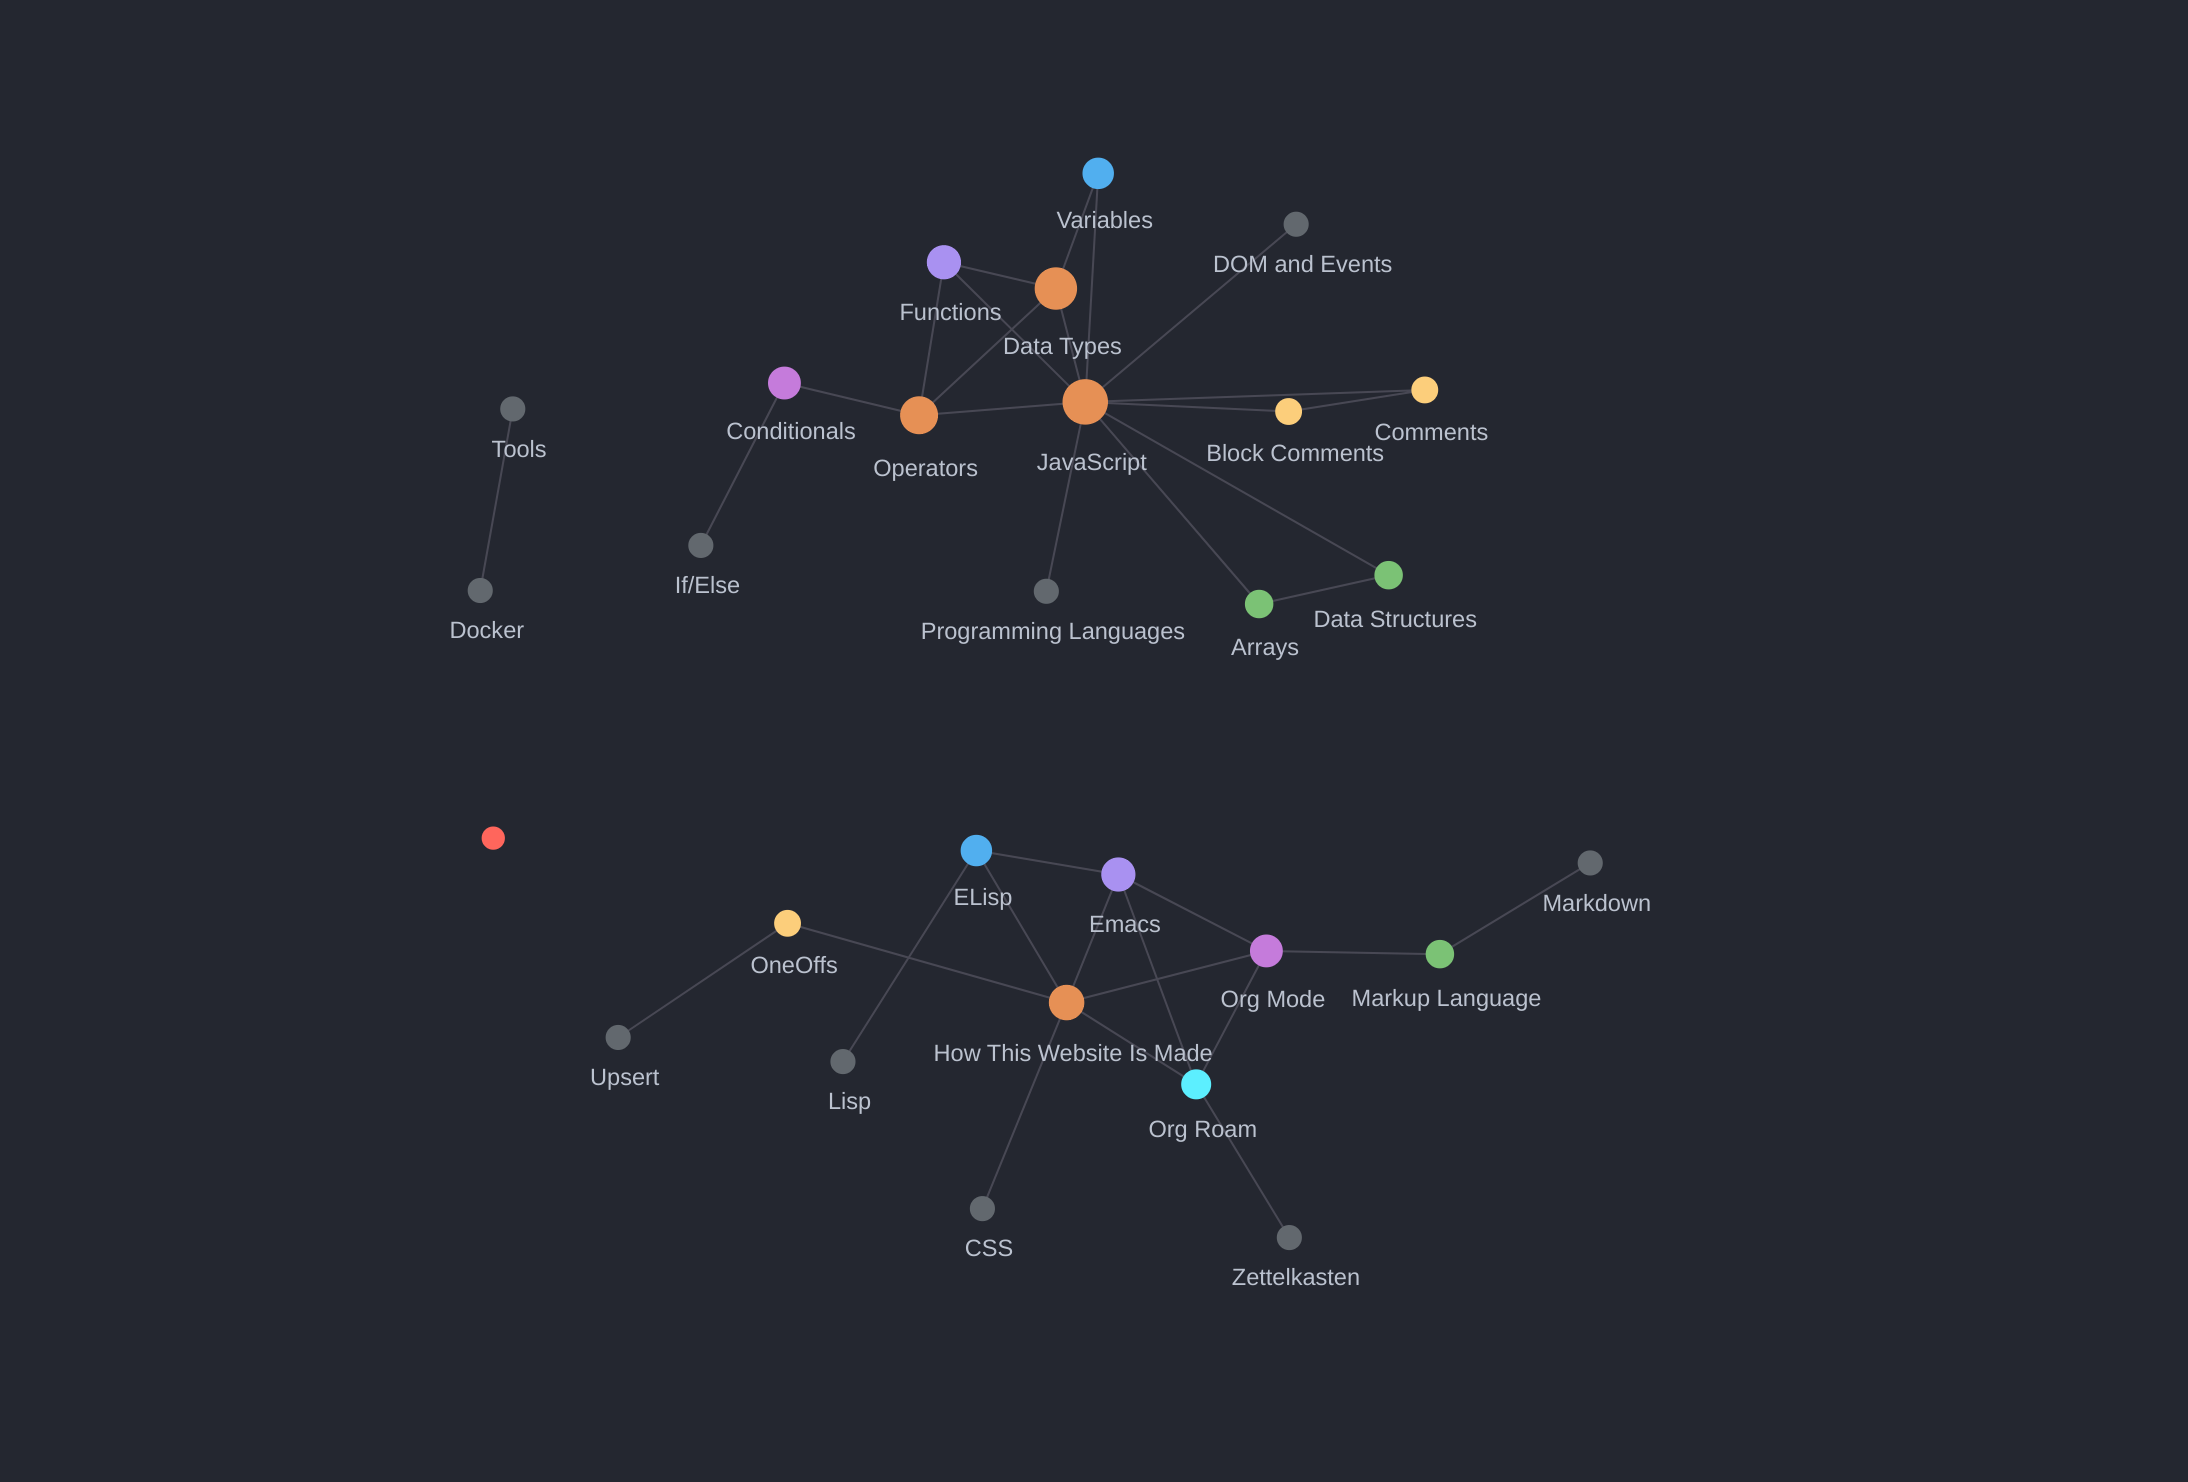 Variables
DOM and Events
Functions
Data Types
Conditionals
Comments
Tools
Block Comments
JavaScript
Operators
If/Else
Data Structures
Docker
Programming Languages
Arrays
ELisp
Markdown
Emacs
OneOffs
Markup Language
Org Mode
How This Website Is Made
Upsert
Lisp
Org Roam
CSS
Zettelkasten